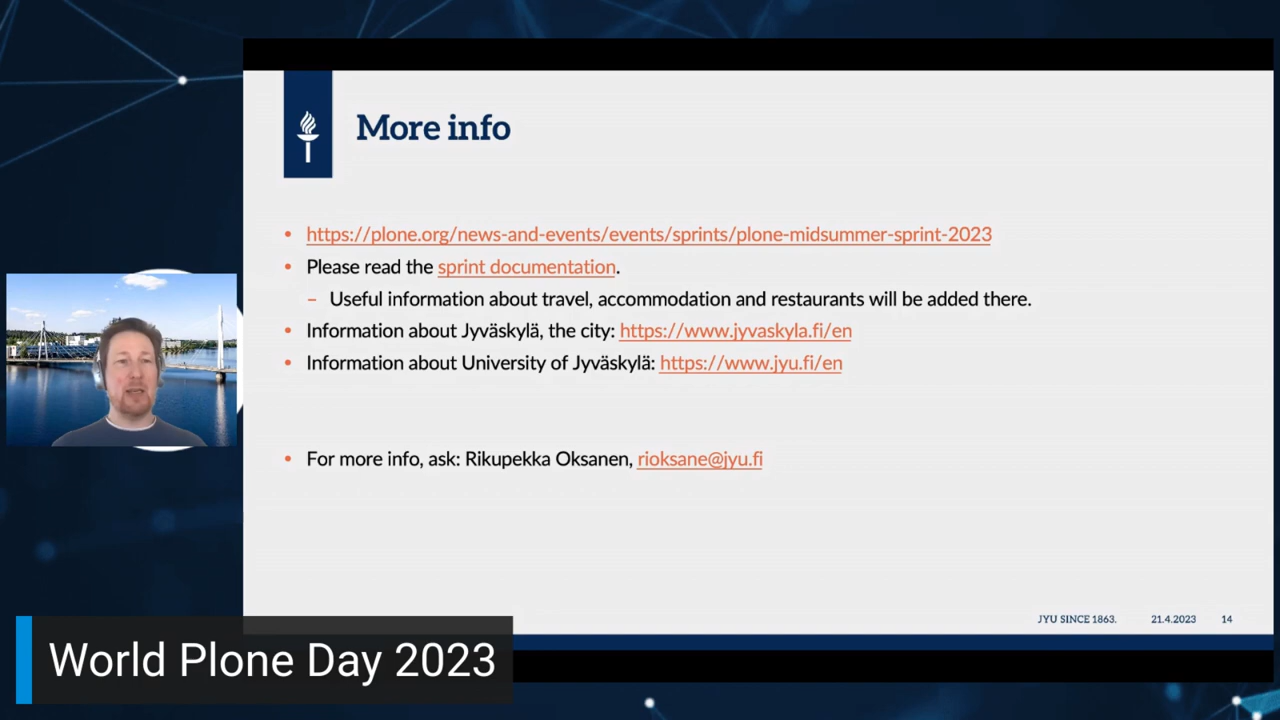 More info
• https://plone.org/news-and-events/events/sprints/plone-midsummer-sprint-2023
• Please read the sprint documentation.
– Useful information about travel, accommodation and restaurants will be added there.
• Information about Jyväskylä, the city: https://www.jyvaskyla.fi/en
• Information about University of Jyväskylä: https://www.jyu.fi/en
• For more info, ask: Rikupekka Oksanen, rioksane@jyu.fi
JYU SINCE 1863. 21.4.2023 14
World Plone Day 2023